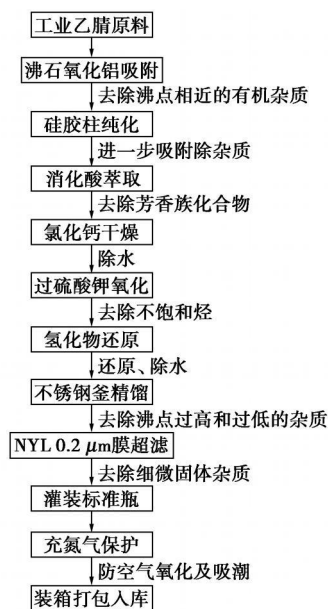 工业乙腈原料
沸石氧化铝吸附
去除沸点相近的有机杂质
硅胶柱纯化
进一步吸附除杂质
消化酸萃取
去除芳香族化合物
氯化钙干燥
除水
过硫酸钾氧化
去除不饱和烃
氢化物还原
还原、除水
不锈钢釜精馏
去除沸点过高和过低的杂质
NYL 0.2 μm膜超滤
去除细微固体杂质
灌装标准瓶
充氮气保护
防空气氧化及吸潮
装箱打包入库